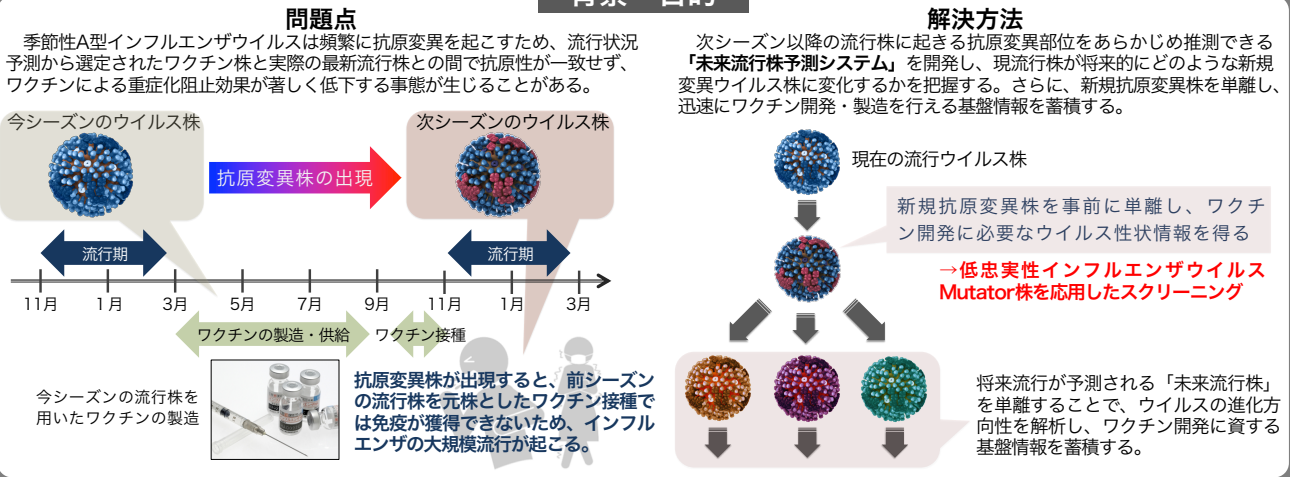 背景・目的
問題点
季節性A型インフルエンザウイルスは頻繁に抗原変異を起こすため、流行状況
予測から選定されたワクチン株と実際の最新流行株との間で抗原性が一致せず、
ワクチンによる重症化阻止効果が著しく低下する事態が生じることがある。
今シーズンのウイルス株
次シーズンのウイルス株
抗原変異株の出現
流行期
流行期
11月
1月
3月
5月
7月
9月
11月
1月
3月
ワクチンの製造・供給
ワクチン接種
今シーズンの流行株を
用いたワクチンの製造
抗原変異株が出現すると、前シーズン
の流行株を元株としたワクチン接種で
は免疫が獲得できないため、インフル
エンザの大規模流行が起こる。
解決方法
次シーズン以降の流行株に起きる抗原変異部位をあらかじめ推測できる
「未来流行株予測システム」を開発し、現流行株が将来的にどのような新規
変異ウイルス株に変化するかを把握する。さらに、新規抗原変異株を単離し、
迅速にワクチン開発・製造を行える基盤情報を蓄積する。
現在の流行ウイルス株
新規抗原変異株を事前に単離し、ワクチ
ン開発に必要なウイルス性状情報を得る
→低忠実性インフルエンザウイルス
Mutator株を応用したスクリーニング
将来流行が予測される「未来流行株」
を単離することで、ウイルスの進化方
向性を解析し、ワクチン開発に資する
基盤情報を蓄積する。